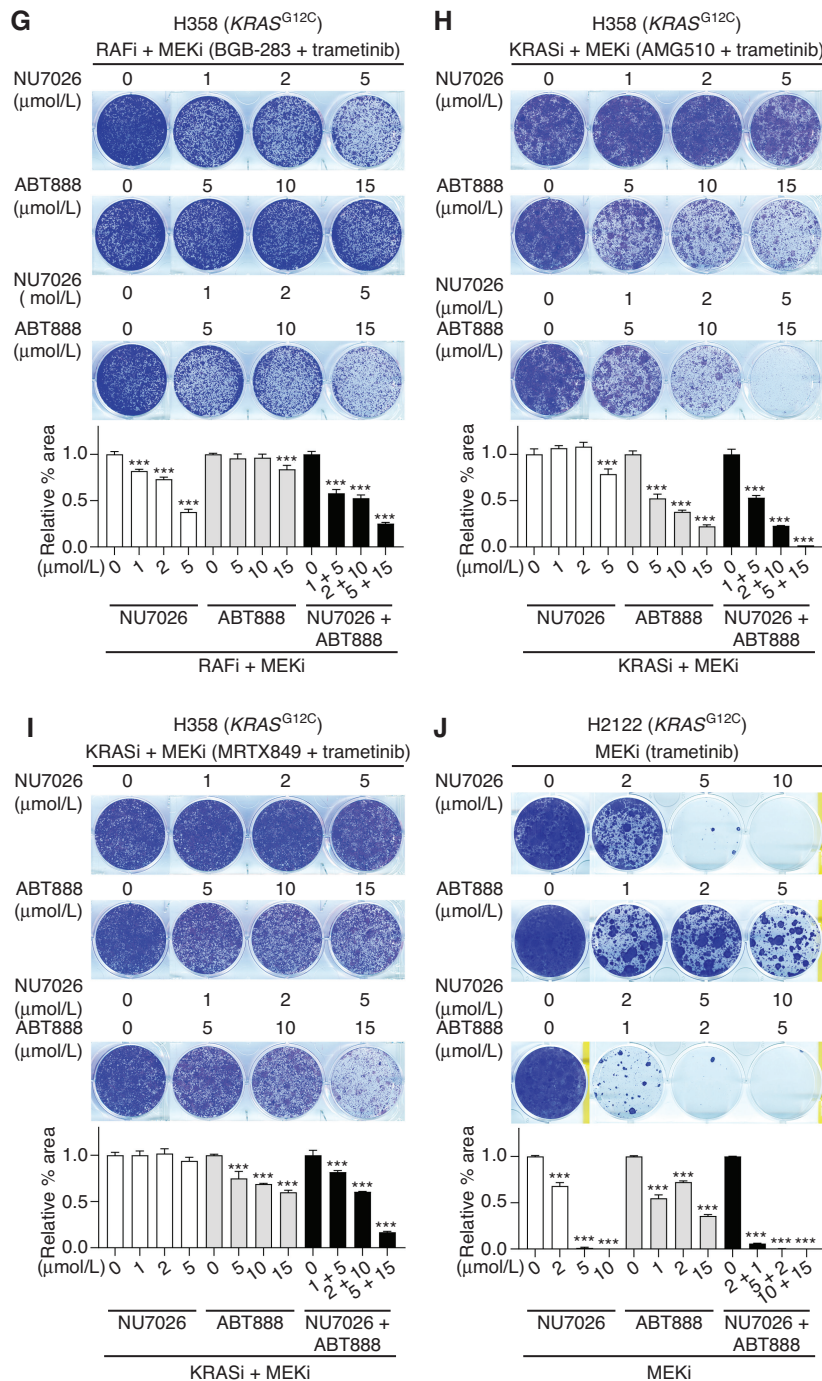 G
H358 (KRASG12C)
RAFi + MEKi (BGB-283 + trametinib)
NU7026 0 1 2 5
(μmol/L)
ABT888 0 5 10 15
(μmol/L)
NU7026
( mol/L) 0 1 2 5
ABT888 0 5 10 15
(μmol/L)
Relative % area
1.0
0.5
0.0
*** *** *** *** *** *** ***
(μmol/L) 0 1 2 5 0 5 10 15 0 1 + 5 2 + 10 5 + 15
NU7026 ABT888 NU7026 + ABT888
RAFi + MEKi
H
H358 (KRASG12C)
KRASi + MEKi (AMG510 + trametinib)
NU7026 0 1 2 5
(μmol/L)
ABT888 0 5 10 15
(μmol/L)
NU7026
(μmol/L) 0 1 2 5
ABT888 0 5 10 15
(μmol/L)
Relative % area
1.0
0.5
0.0
*** *** *** *** *** *** ***
(μmol/L) 0 1 2 5 0 5 10 15 0 1 + 5 2 + 10 5 + 15
NU7026 ABT888 NU7026 + ABT888
KRASi + MEKi
I
H358 (KRASG12C)
KRASi + MEKi (MRTX849 + trametinib)
NU7026 0 1 2 5
(μmol/L)
ABT888 0 5 10 15
(μmol/L)
NU7026
(μmol/L) 0 1 2 5
ABT888 0 5 10 15
(μmol/L)
Relative % area
1.0
0.5
0.0
*** *** *** *** *** ***
(μmol/L) 0 1 2 5 0 5 10 15 0 1 + 5 2 + 10 5 + 15
NU7026 ABT888 NU7026 + ABT888
KRASi + MEKi
J
H2122 (KRASG12C)
MEKi (trametinib)
NU7026 0 2 5 10
(μmol/L)
ABT888 0 1 2 5
(μmol/L)
NU7026
(μmol/L) 0 2 5 10
ABT888 0 1 2 5
(μmol/L)
Relative % area
1.0
0.5
0.0
*** *** *** *** *** *** *** *** ***
(μmol/L) 0 2 5 10 0 1 2 15 0 2 + 1 5 + 2 10 + 15
NU7026 ABT888 NU7026 + ABT888
MEKi